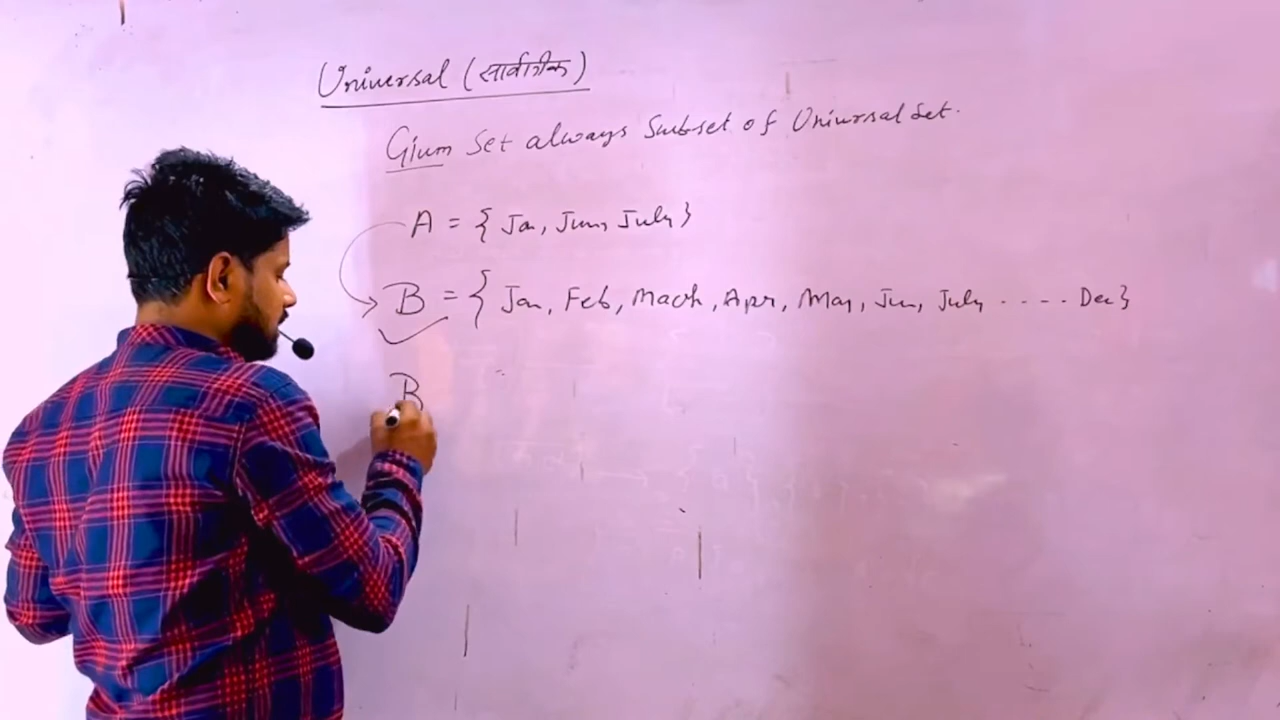 Universal (सार्वत्रीक)
Given Set always Subset of Universal Set.
A = { Jan, Jun, July }
B = { Jan, Feb, March, Apr, May, Jun, July ..... Dec }
B